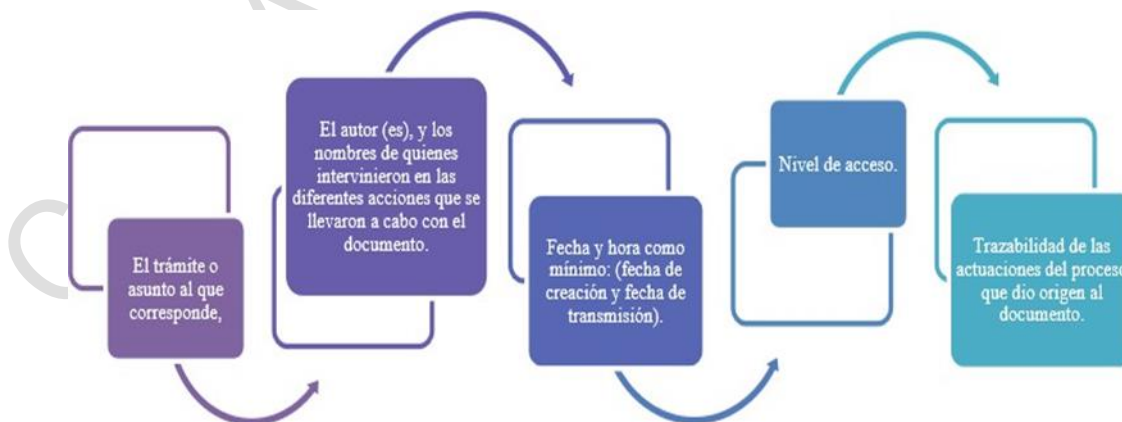 El trámite o
asunto al que
corresponde,
El autor (es), y los
nombres de quienes
intervinieron en las
diferentes acciones que se
llevaron a cabo con el
documento.
Fecha y hora como
mínimo: (fecha de
creación y fecha de
transmisión).
Nivel de acceso.
Trazabilidad de las
actuaciones del proceso
que dio origen al
documento.